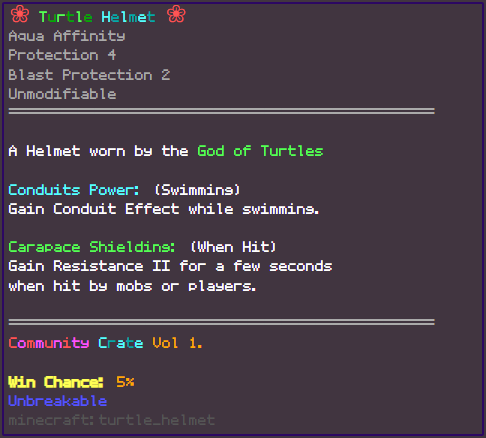 ❀ Turtle Helmet ❀
Aqua Affinity
Protection 4
Blast Protection 2
Unmodifiable
A Helmet worn by the God of Turtles
Conduits Power: (Swimming)
Gain Conduit Effect while swimming.
Carapace Shielding: (When Hit)
Gain Resistance II for a few seconds
when hit by mobs or players.
Community Crate Vol 1.
Win Chance: 5%
Unbreakable
minecraft:turtle_helmet